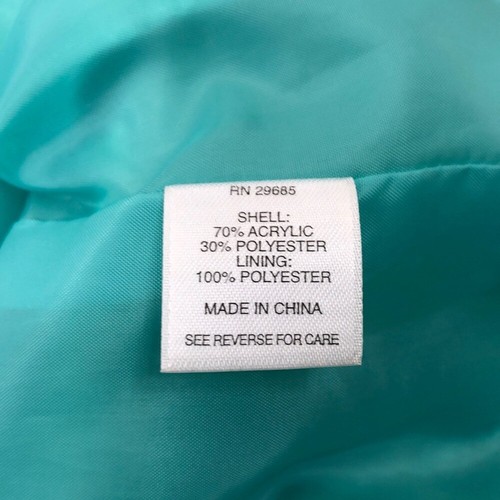 RN 29685
SHELL:
70% ACRYLIC
30% POLYESTER
LINING:
100% POLYESTER
MADE IN CHINA
SEE REVERSE FOR CARE